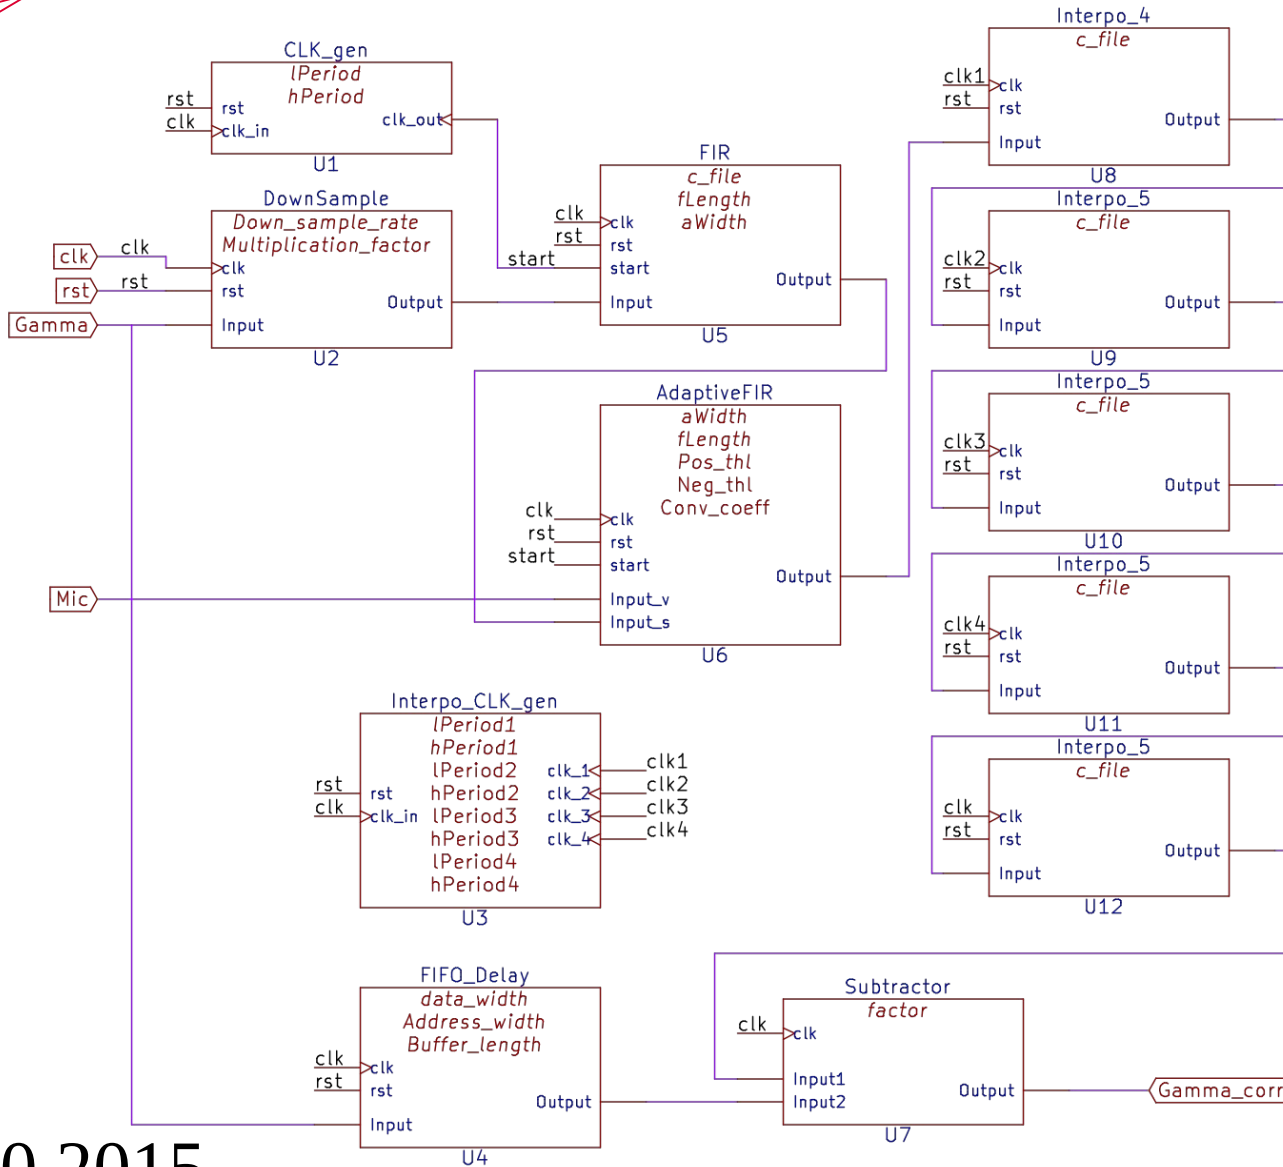 CLK_gen
lPeriod
hPeriod
rst
rst
clk
clk_in
clk_out
U1
DownSample
Down_sample_rate
Multiplication_factor
clk
clk
clk
rst
rst
rst
Output
Gamma
Input
U2
FIR
c_file
fLength
aWidth
clk
clk
rst
rst
start
start
Output
Input
U5
AdaptiveFIR
aWidth
fLength
Pos_thl
Neg_thl
Conv_coeff
clk
clk
rst
rst
start
start
Output
Mic
Input_v
Input_s
U6
Interpo_CLK_gen
lPeriod1
hPeriod1
lPeriod2
hPeriod2
lPeriod3
hPeriod3
lPeriod4
hPeriod4
rst
rst
clk
clk_in
clk_1
clk_2
clk_3
clk_4
clk1
clk2
clk3
clk4
U3
FIFO_Delay
data_width
Address_width
Buffer_length
clk
clk
rst
rst
Output
Input
U4
Subtractor
factor
clk
clk
Input1
Input2
Output
Gamma_corr
U7
Interpo_4
c_file
clk1
clk
rst
rst
Output
Input
U8
Interpo_5
c_file
clk2
clk
rst
rst
Output
Input
U9
Interpo_5
c_file
clk3
clk
rst
rst
Output
Input
U10
Interpo_5
c_file
clk4
clk
rst
rst
Output
Input
U11
Interpo_5
c_file
clk
clk
rst
rst
Output
Input
U12
0.2015